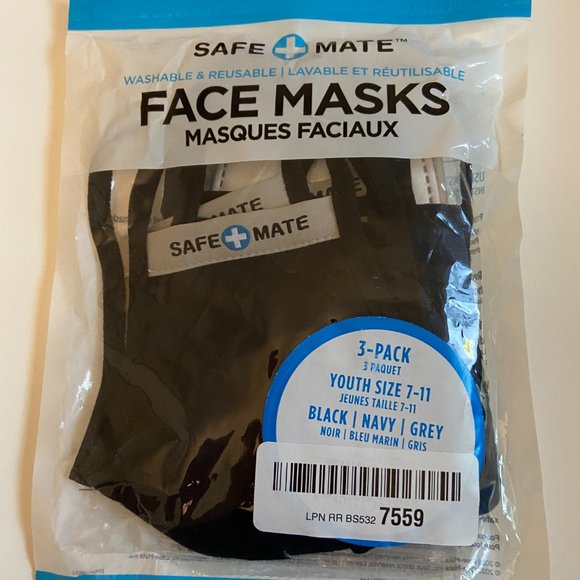 SAFE MATE™
WASHABLE & REUSABLE | LAVABLE ET RÉUTILISABLE
FACE MASKS
MASQUES FACIAUX
MATE
SAFE MATE
3-PACK
3 PAQUET
YOUTH SIZE 7-11
JEUNES TAILLE 7-11
BLACK | NAVY | GREY
NOIR | BLEU MARIN | GRIS
LPN RR BS532 7559